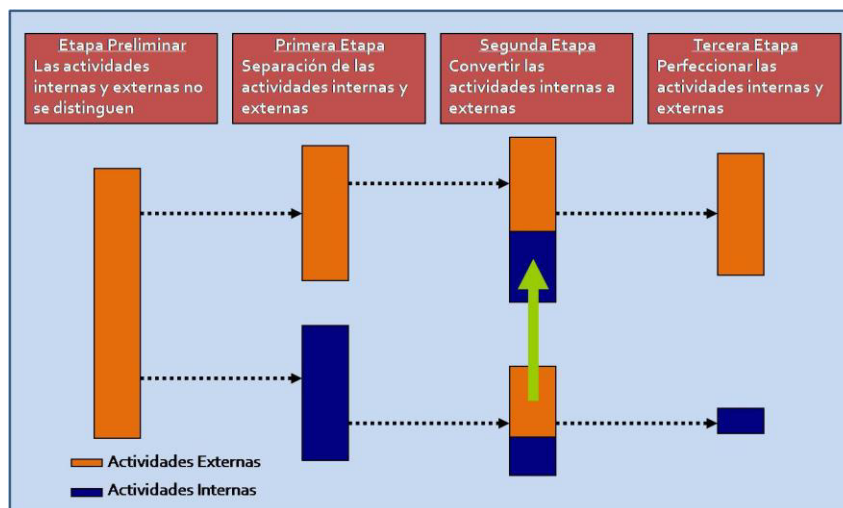 Etapa Preliminar
Las actividades
internas y externas no
se distinguen
Primera Etapa
Separación de las
actividades internas y
externas
Segunda Etapa
Convertir las
actividades internas a
externas
Tercera Etapa
Perfeccionar las
actividades internas y
externas
Actividades Externas
Actividades Internas